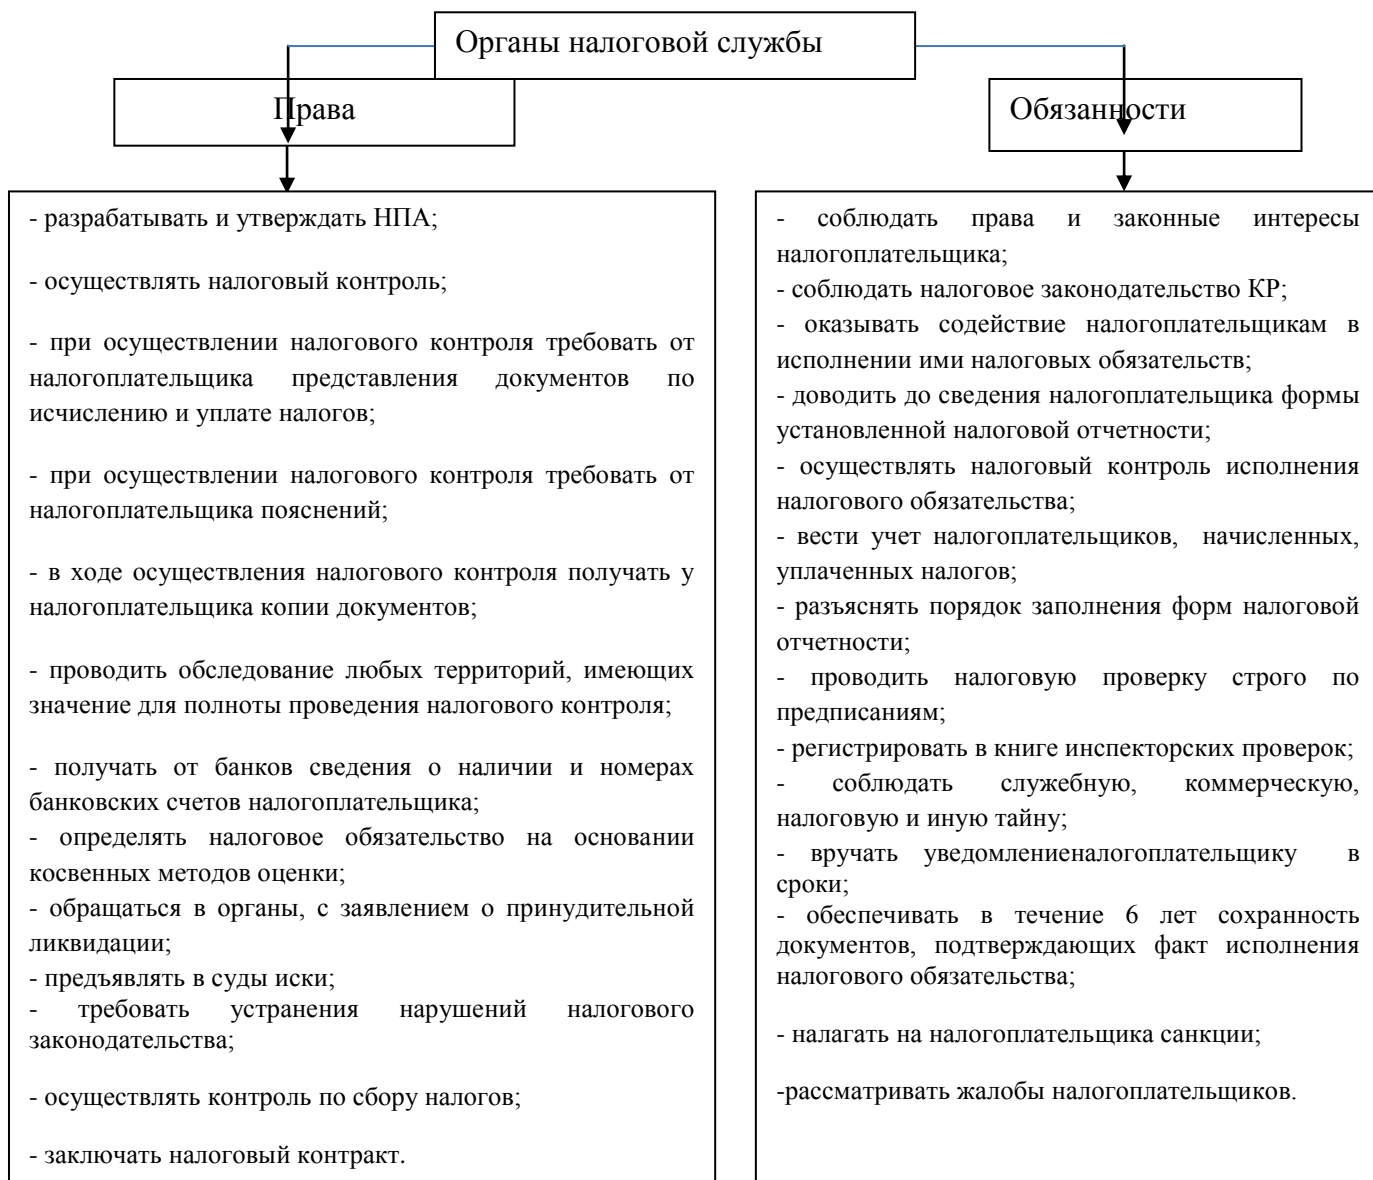 Органы налоговой службы
Права
Обязанности
- разрабатывать и утверждать НПА;
- осуществлять налоговый контроль;
- при осуществлении налогового контроля требовать от
налогоплательщика представления документов по
исчислению и уплате налогов;
- при осуществлении налогового контроля требовать от
налогоплательщика пояснений;
- в ходе осуществления налогового контроля получать у
налогоплательщика копии документов;
- проводить обследование любых территорий, имеющих
значение для полноты проведения налогового контроля;
- получать от банков сведения о наличии и номерах
банковских счетов налогоплательщика;
- определять налоговое обязательство на основании
косвенных методов оценки;
- обращаться в органы, с заявлением о принудительной
ликвидации;
- предъявлять в суды иски;
- требовать устранения нарушений налогового
законодательства;
- осуществлять контроль по сбору налогов;
- заключать налоговый контракт.
- соблюдать права и законные интересы
налогоплательщика;
- соблюдать налоговое законодательство КР;
- оказывать содействие налогоплательщикам в
исполнении ими налоговых обязательств;
- доводить до сведения налогоплательщика формы
установленной налоговой отчетности;
- осуществлять налоговый контроль исполнения
налогового обязательства;
- вести учет налогоплательщиков, начисленных,
уплаченных налогов;
- разъяснять порядок заполнения форм налоговой
отчетности;
- проводить налоговую проверку строго по
предписаниям;
- регистрировать в книге инспекторских проверок;
- соблюдать служебную, коммерческую,
налоговую и иную тайну;
- вручать уведомлениеналогоплательщику в
сроки;
- обеспечивать в течение 6 лет сохранность
документов, подтверждающих факт исполнения
налогового обязательства;
- налагать на налогоплательщика санкции;
-рассматривать жалобы налогоплательщиков.